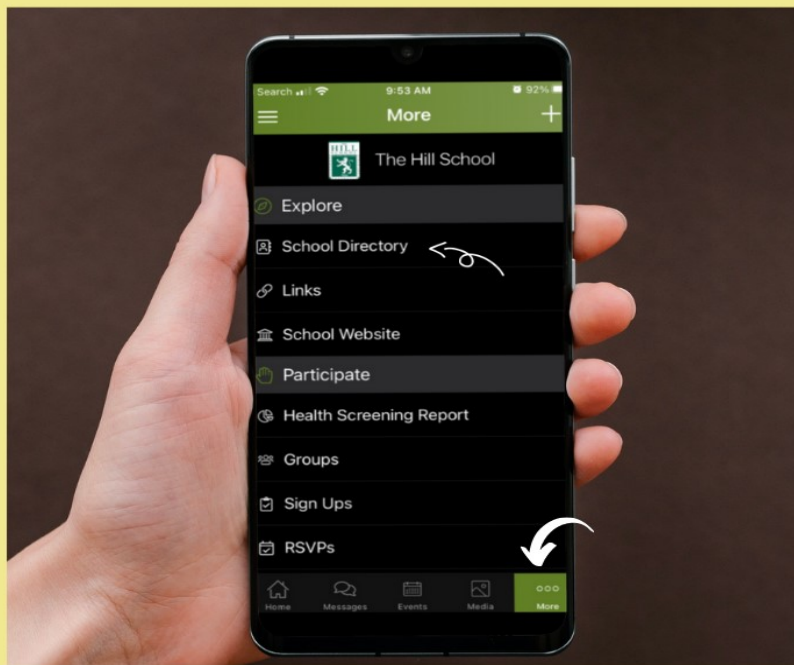 Search 9:53 AM 92%
More
HILL
The Hill School
Explore
School Directory
Links
School Website
Participate
Health Screening Report
Groups
Sign Ups
RSVPs
Home Messages Events Media More